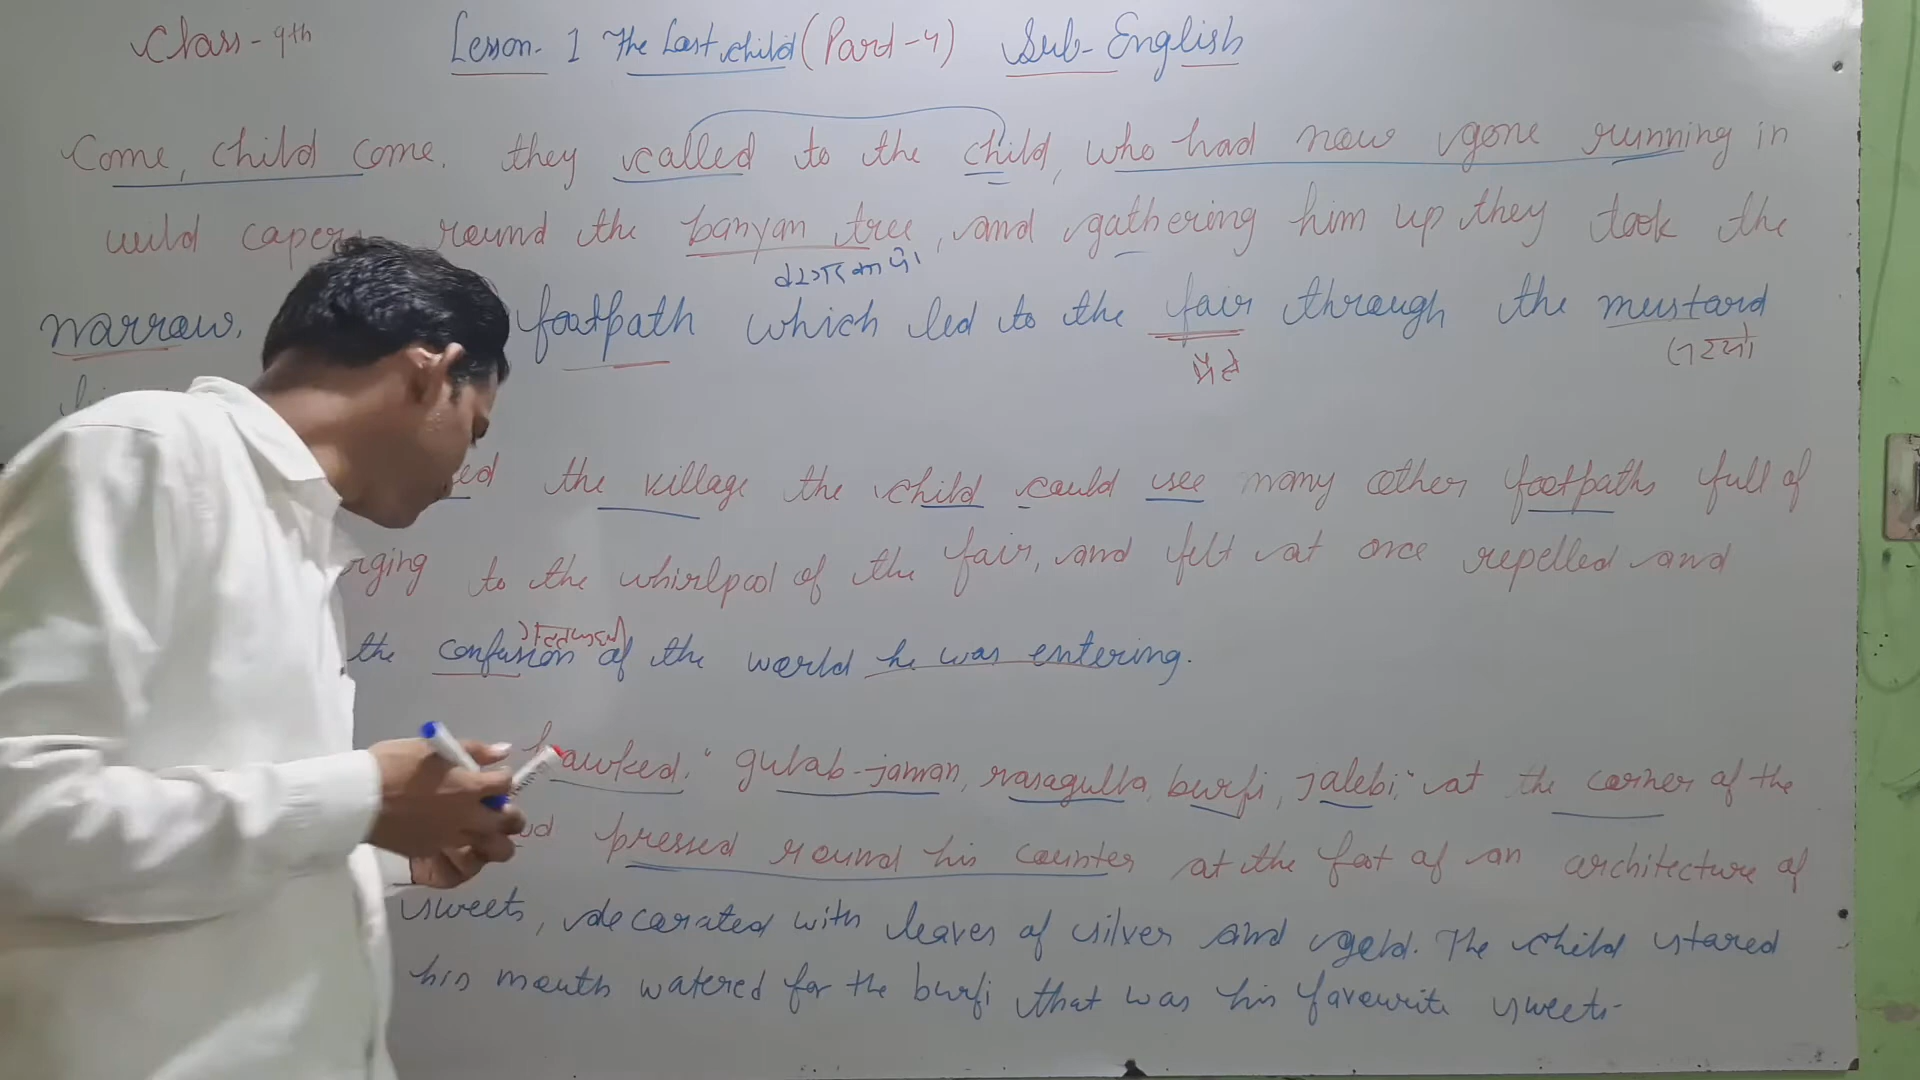 Class-9th Lesson-1 The Last child (Part-4) Sub-English
Come, child come. they called to the child, who had now gone running in
wild capers round the banyan tree, and gathering him up they took the
narrow, footpath which led to the fair through the mustard
मेले
ed the village the child could see many other footpaths full of
rging to the whirlpool of the fair, and felt at once repelled and
the confusion of the world he was entering.
hawked, "gulab-jaman, rasagulla, burfi, jalebi," at the corner of the
pressed round his counter at the foot of an architecture of
sweets, decorated with leaves of silver and gold. The child stared
his mouth watered for the burfi that was his favourite sweet.